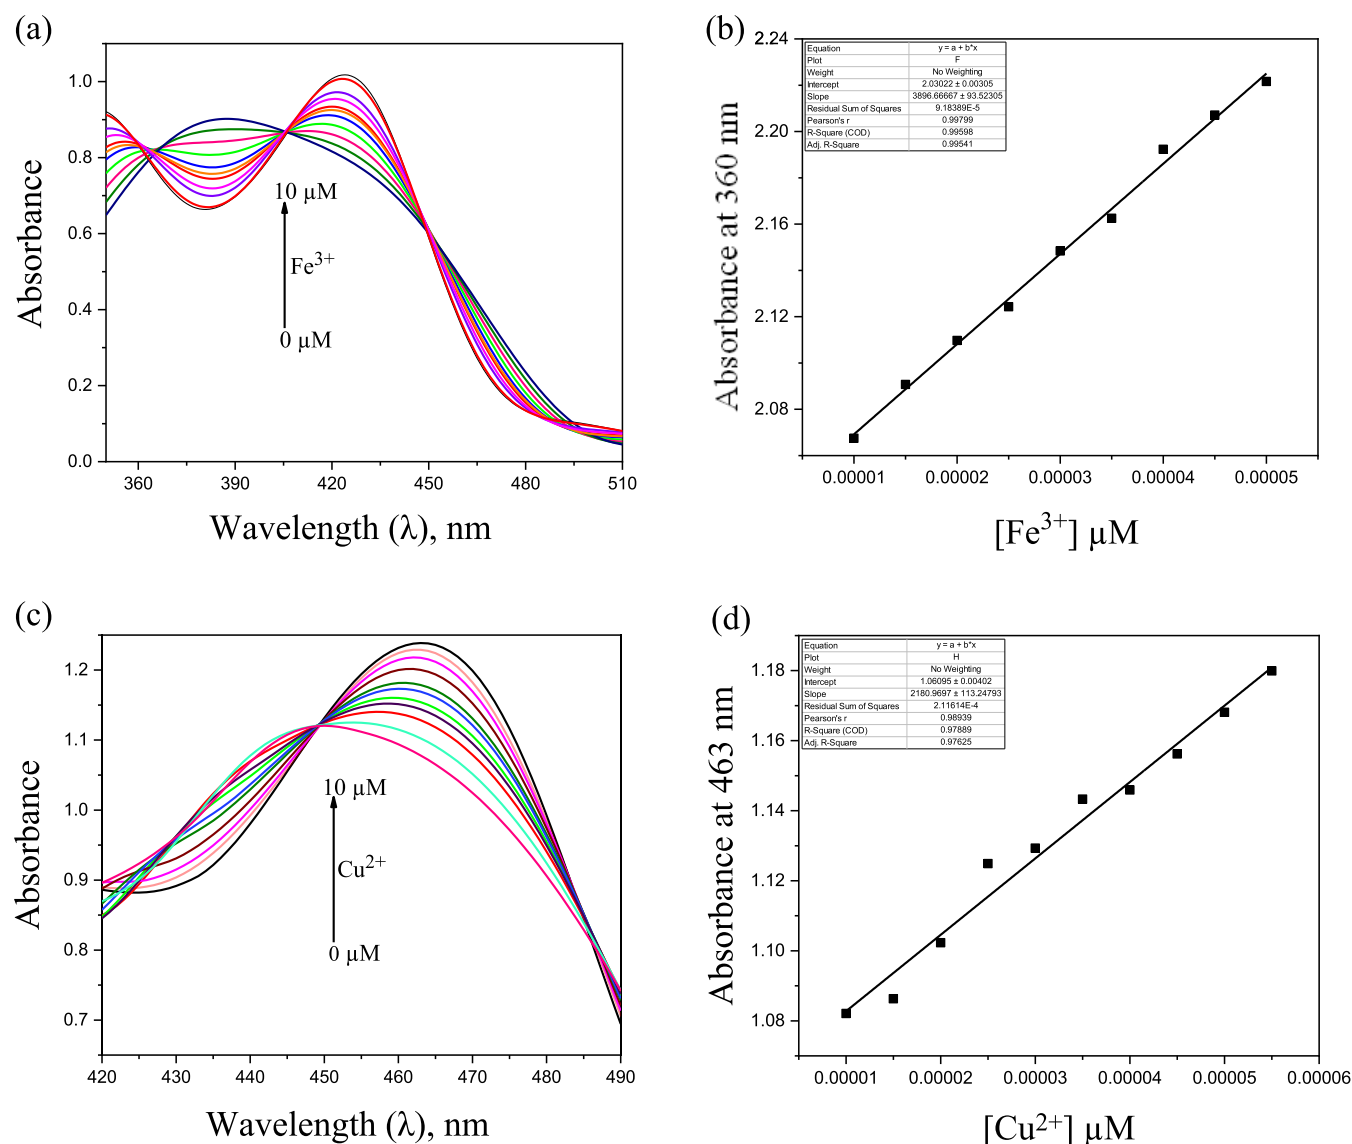 (a)
1.0
0.8
0.6
0.4
0.2
0.0
Absorbance
10 µM
Fe³⁺
0 µM
360 390 420 450 480 510
Wavelength (λ), nm
(b)
2.24
2.20
2.16
2.12
2.08
Absorbance at 360 nm
Equation y = a + b*x
Plot F
Weight No Weighting
Intercept 2.03022 ± 0.00305
Slope 3896.66667 ± 93.52305
Residual Sum of Squares 9.18389E-5
Pearson's r 0.99799
R-Square (COD) 0.99598
Adj. R-Square 0.99541
0.00001 0.00002 0.00003 0.00004 0.00005
[Fe³⁺] µM
(c)
1.2
1.1
1.0
0.9
0.8
0.7
Absorbance
10 µM
Cu²⁺
0 µM
420 430 440 450 460 470 480 490
Wavelength (λ), nm
(d)
1.18
1.16
1.14
1.12
1.10
1.08
Absorbance at 463 nm
Equation y = a + b*x
Plot H
Weight No Weighting
Intercept 1.06095 ± 0.00402
Slope 2180.9697 ± 113.24793
Residual Sum of Squares 2.11614E-4
Pearson's r 0.98939
R-Square (COD) 0.97889
Adj. R-Square 0.97625
0.00001 0.00002 0.00003 0.00004 0.00005 0.00006
[Cu²⁺] µM